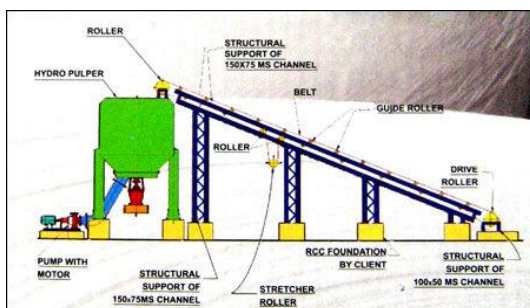 ROLLER
STRUCTURAL
SUPPORT OF
150X75 MS CHANNEL
HYDRO PULPER
BELT
GUIDE ROLLER
ROLLER
DRIVE
ROLLER
PUMP WITH
MOTOR
STRUCTURAL
SUPPORT OF
150x75MS CHANNEL
STRETCHER
ROLLER
RCC FOUNDATION
BY CLIENT
STRUCTURAL
SUPPORT OF
100x50 MS CHANNEL